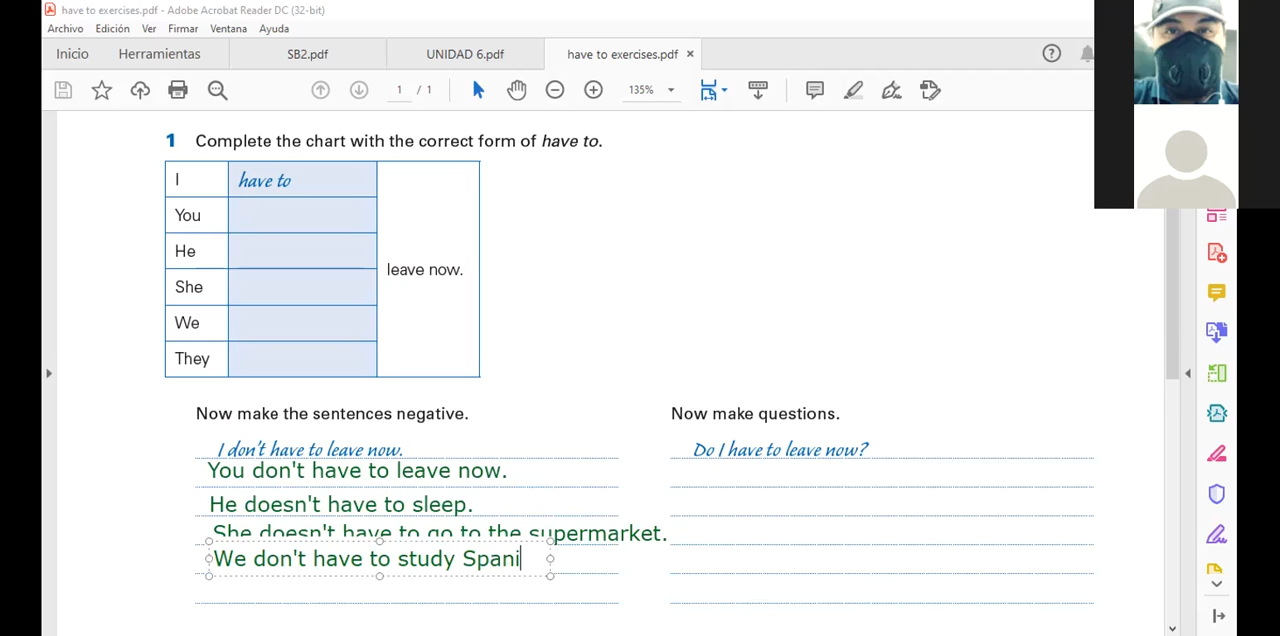 have to exercises.pdf - Adobe Acrobat Reader DC (32-bit)
Archivo Edición Ver Firmar Ventana Ayuda
Inicio Herramientas SB2.pdf UNIDAD 6.pdf have to exercises.pdf ×
1 / 1 135%
1 Complete the chart with the correct form of have to.
I have to
You
He
leave now.
She
We
They
Now make the sentences negative. Now make questions.
I don't have to leave now. Do I have to leave now?
You don't have to leave now.
He doesn't have to sleep.
She doesn't have to go to the supermarket.
We don't have to study Spani